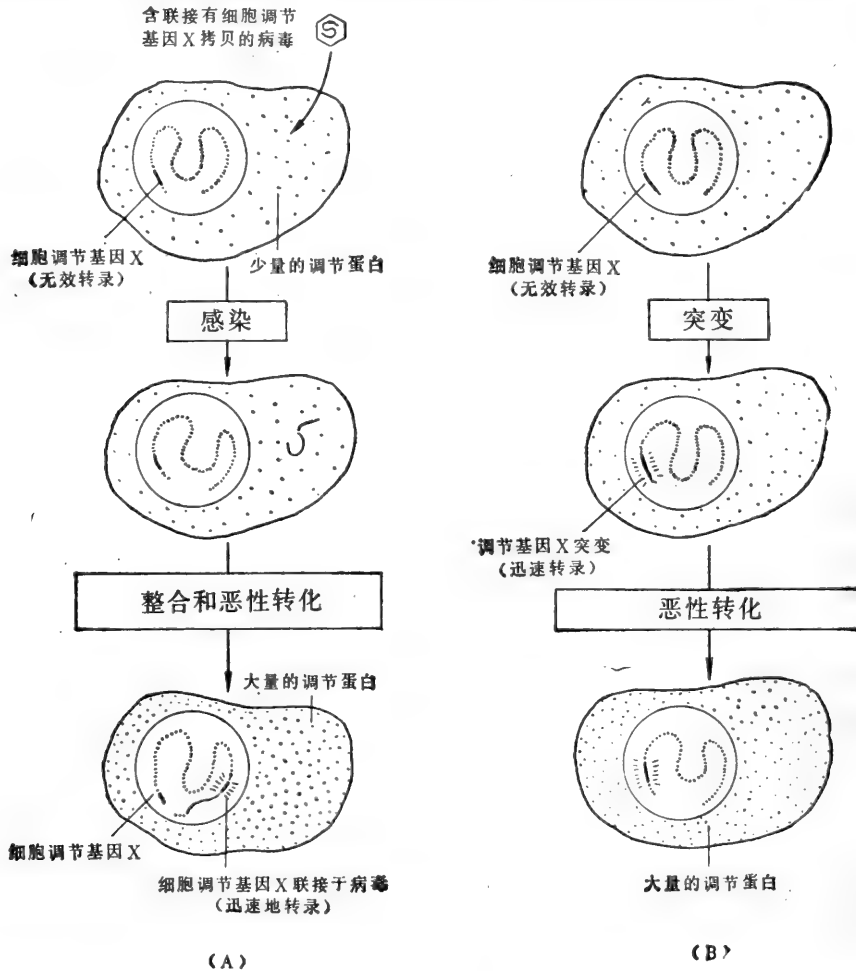 含联接有细胞调节
基因X拷贝的病毒
细胞调节基因X
(无效转录)
少量的调节蛋白
感染
整合和恶性转化
大量的调节蛋白
细胞调节基因X
细胞调节基因X联接于病毒
(迅速地转录)
(A)
细胞调节基因X
(无效转录)
突变
调节基因X突变
(迅速转录)
恶性转化
大量的调节蛋白
(B)